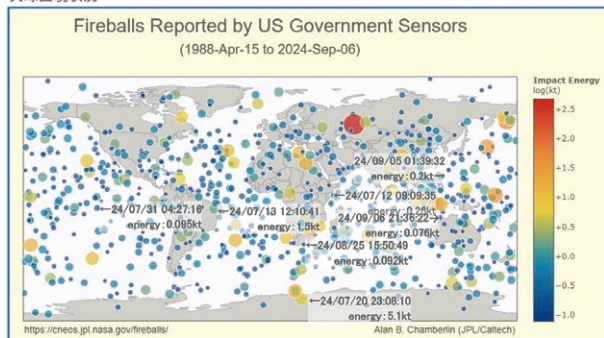 Fireballs Reported by US Government Sensors
(1988-Apr-15 to 2024-Sep-06)
Impact Energy
log(kt)
+2.5
+2.0
+1.5
+1.0
+0.5
0.0
-0.5
-1.0
24/09/05 01:39:32
energy:0.2kt→
←24/07/12 09:09:35
←24/07/31 04:27:16
energy:0.095kt
←24/07/13 12:10:41
energy:1.5kt
24/09/06 21:38:22→
energy:0.076kt
←24/08/25 15:50:49
energy:0.092kt
←24/07/20 23:08:10
energy:5.1kt
https://cneos.jpl.nasa.gov/fireballs/
Alan B. Chamberlin (JPL/Caltech)